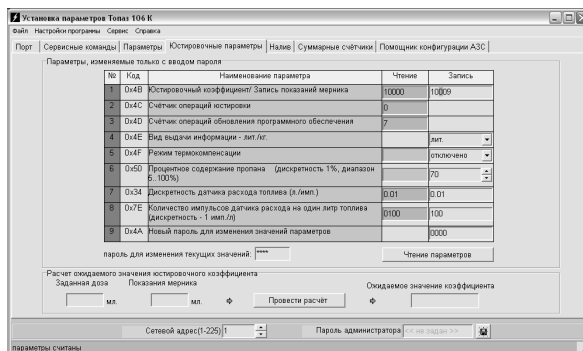 Установка параметров Топаз 106 К
Файл Настройки программы Сервис Справка
Порт Сервисные команды Параметры Юстировочные параметры Налив Суммарные счётчики Помощник конфигурации АЗС
Параметры, изменяемые только с вводом пароля
№ Код Наименование параметра Чтение Запись
1 0x4B Юстировочный коэффициент/ Запись показаний мерника 10000 10009
2 0x4C Счётчик операций юстировки 0
3 0x4D Счётчик операций обновления программного обеспечения 7
4 0x4E Вид выдачи информации - лит./кг. лит.
5 0x4F Режим термокомпенсации отключено
6 0x50 Процентное содержание пропана (дискретность 1%, диапазон 5..100%) 70
7 0x34 Дискретность датчика расхода топлива (л./имп.) 0.01 0.01
8 0x7E Количество импульсов датчика расхода на один литр топлива (дискретность - 1 имп./л) 0100 100
9 0x4A Новый пароль для изменения значений параметров 0000
пароль для изменения текущих значений: **** Чтение параметров
Расчет ожидаемого значения юстировочного коэффициента
Заданная доза Показания мерника Ожидаемое значение коэффициента
мл. мл. Провести расчёт
Сетевой адрес(1-225) 1 Пароль администратора << не задан >>
параметры считаны